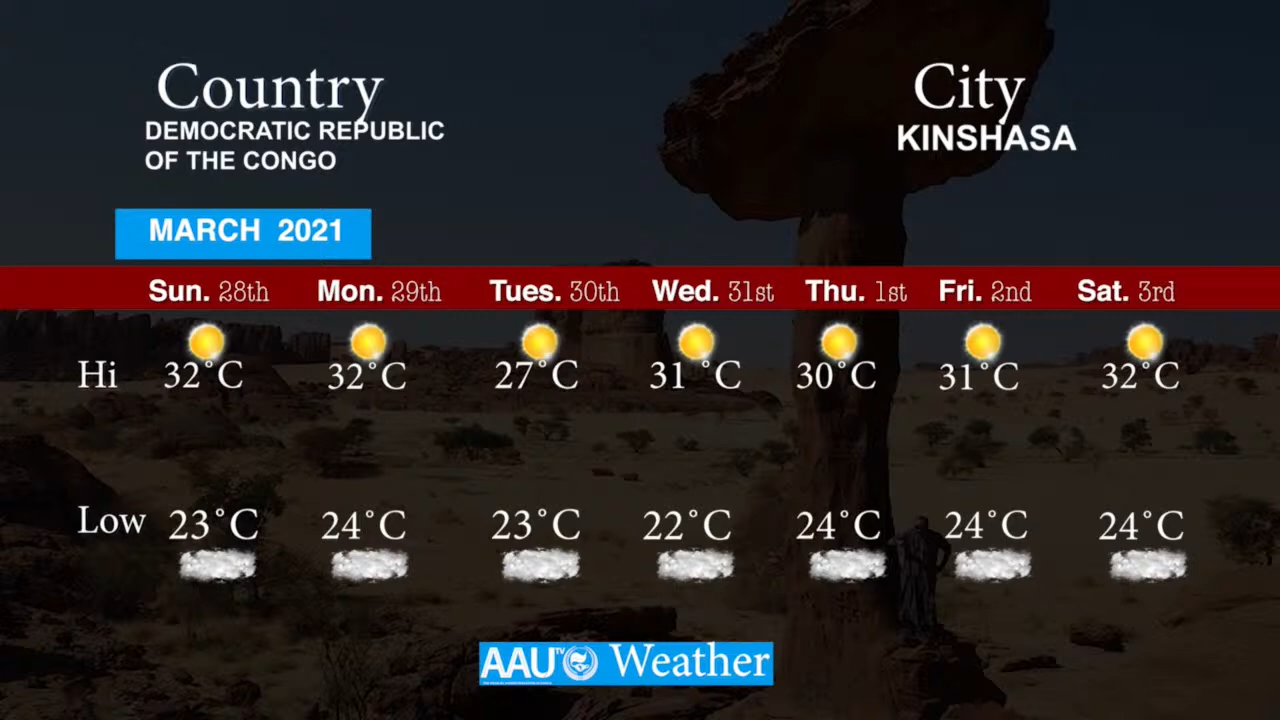 Country
DEMOCRATIC REPUBLIC
OF THE CONGO
City
KINSHASA
MARCH 2021
Sun. 28th Mon. 29th Tues. 30th Wed. 31st Thu. 1st Fri. 2nd Sat. 3rd
Hi 32°C 32°C 27°C 31°C 30°C 31°C 32°C
Low 23°C 24°C 23°C 22°C 24°C 24°C 24°C
AAU TV Weather